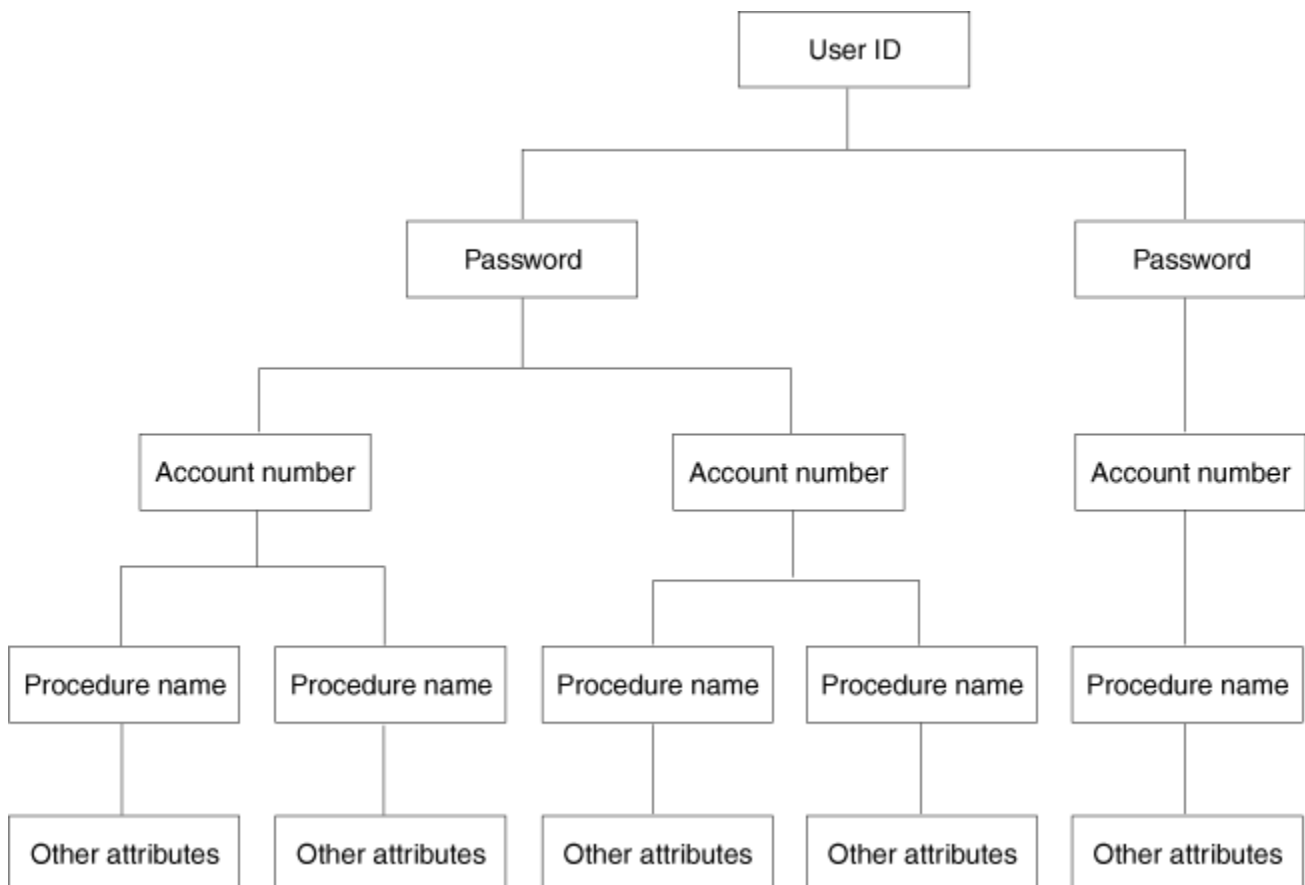 User ID
Password
Password
Account number
Account number
Account number
Procedure name
Procedure name
Procedure name
Procedure name
Procedure name
Other attributes
Other attributes
Other attributes
Other attributes
Other attributes